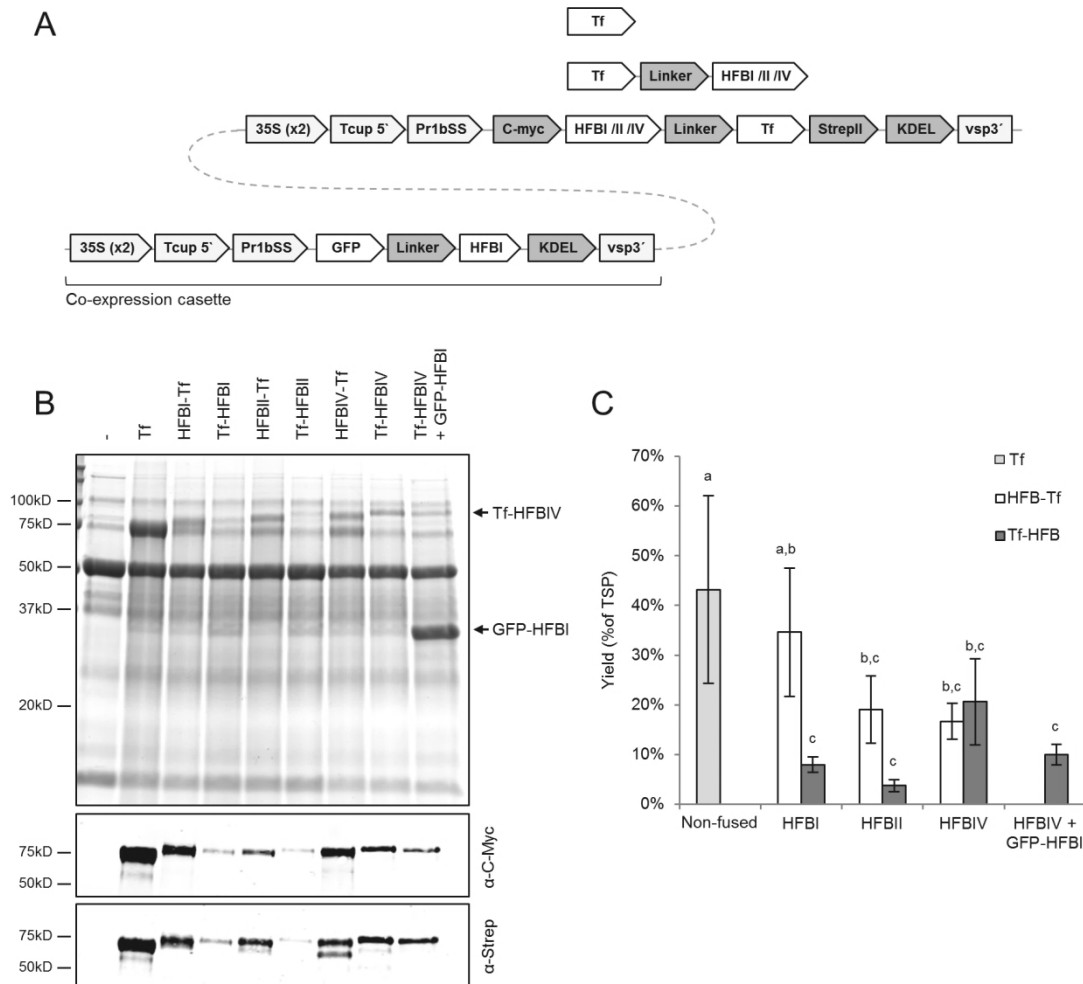 A
Tf
Tf Linker HFBI /II /IV
35S (x2) Tcup 5` Pr1bSS C-myc HFBI /II /IV Linker Tf StrepII KDEL vsp3´
35S (x2) Tcup 5` Pr1bSS GFP Linker HFBI KDEL vsp3´
Co-expression casette
B
-
Tf
HFBI-Tf
Tf-HFBI
HFBII-Tf
Tf-HFBII
HFBIV-Tf
Tf-HFBIV
Tf-HFBIV
+ GFP-HFBI
100kD
75kD
50kD
37kD
20kD
Tf-HFBIV
GFP-HFBI
75kD
50kD
α-C-Myc
75kD
50kD
α-Strep
C
Yield (%of TSP)
70%
60%
50%
40%
30%
20%
10%
0%
a
a,b
c
b,c
c
b,c
b,c
c
Tf
HFB-Tf
Tf-HFB
Non-fused HFBI HFBII HFBIV HFBIV +
GFP-HFBI